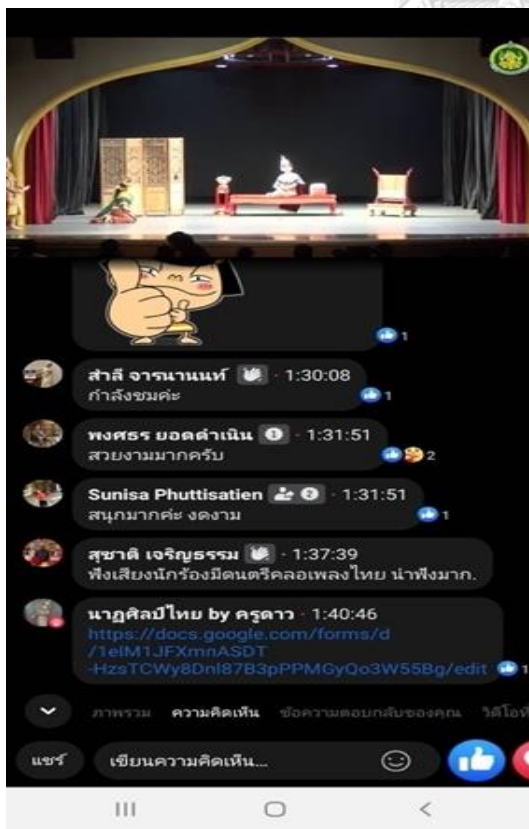 1
สำลี จารนานนท์ · 1:30:08
กำลังชมค่ะ
1
พงศธร ยอดดำเนิน · 1:31:51
สวยงามมากครับ
2
Sunisa Phuttisatien · 1:31:51
สนุกมากค่ะ งดงาม
1
สุชาติ เจริญธรรม · 1:37:39
ฟังเสียงนักร้องมีดนตรีคลอเพลงไทย น่าฟังมาก.
นาฏศิลป์ไทย by ครูดาว · 1:40:46
https://docs.google.com/forms/d
/1elM1JFXmnASDT
-HzsTCWy8Dnl87B3pPPMGyQo3W55Bg/edit
1
ภาพรวม ความคิดเห็น ข้อความตอบกลับของคุณ
แชร์ เขียนความคิดเห็น...